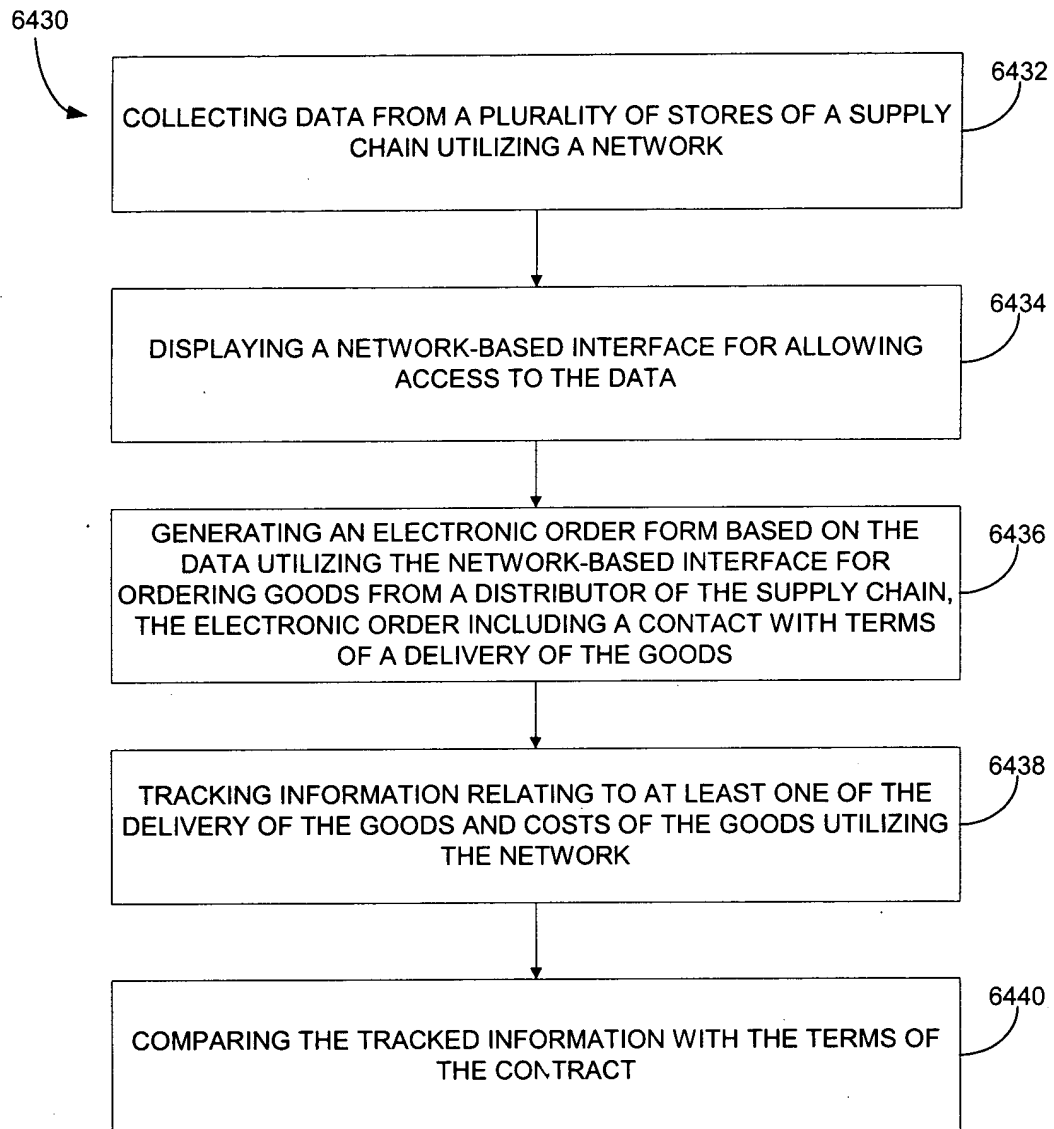 6430
6432
COLLECTING DATA FROM A PLURALITY OF STORES OF A SUPPLY
CHAIN UTILIZING A NETWORK
6434
DISPLAYING A NETWORK-BASED INTERFACE FOR ALLOWING
ACCESS TO THE DATA
6436
GENERATING AN ELECTRONIC ORDER FORM BASED ON THE
DATA UTILIZING THE NETWORK-BASED INTERFACE FOR
ORDERING GOODS FROM A DISTRIBUTOR OF THE SUPPLY CHAIN,
THE ELECTRONIC ORDER INCLUDING A CONTACT WITH TERMS
OF A DELIVERY OF THE GOODS
6438
TRACKING INFORMATION RELATING TO AT LEAST ONE OF THE
DELIVERY OF THE GOODS AND COSTS OF THE GOODS UTILIZING
THE NETWORK
6440
COMPARING THE TRACKED INFORMATION WITH THE TERMS OF
THE CONTRACT